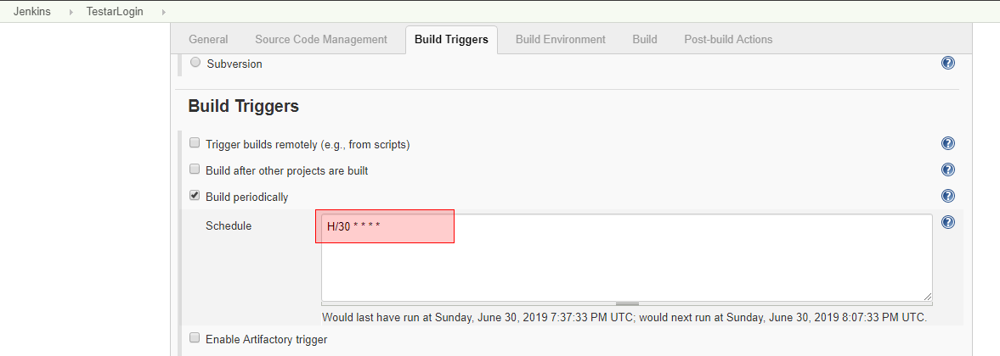 Jenkins TestarLogin
General Source Code Management Build Triggers Build Environment Build Post-build Actions
Subversion
Build Triggers
Trigger builds remotely (e.g., from scripts)
Build after other projects are built
Build periodically
Schedule H/30 * * * *
Would last have run at Sunday, June 30, 2019 7:37:33 PM UTC; would next run at Sunday, June 30, 2019 8:07:33 PM UTC.
Enable Artifactory trigger